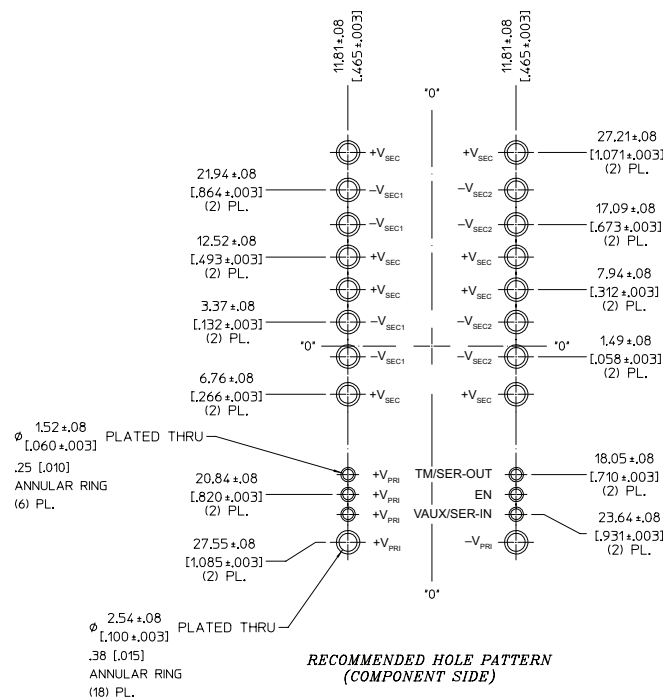 11.81±.08
[.465±.003]
11.81±.08
[.465±.003]
"0"
27.21±.08
[1.071±.003]
(2) PL.
+VSEC
+VSEC
21.94±.08
[.864±.003]
(2) PL.
–VSEC1
–VSEC2
17.09±.08
[.673±.003]
(2) PL.
–VSEC1
–VSEC2
12.52±.08
[.493±.003]
(2) PL.
+VSEC
+VSEC
7.94±.08
[.312±.003]
(2) PL.
+VSEC
+VSEC
3.37±.08
[.132±.003]
(2) PL.
–VSEC1
–VSEC2
"0"
"0"
1.49±.08
[.058±.003]
(2) PL.
–VSEC1
–VSEC2
6.76±.08
[.266±.003]
(2) PL.
+VSEC
+VSEC
ø 1.52±.08
[.060±.003] PLATED THRU
.25 [.010]
ANNULAR RING
(6) PL.
+VPRI
TM/SER-OUT
18.05±.08
[.710±.003]
(2) PL.
20.84±.08
[.820±.003]
(2) PL.
+VPRI
EN
+VPRI
VAUX/SER-IN
23.64±.08
[.931±.003]
(2) PL.
27.55±.08
[1.085±.003]
(2) PL.
+VPRI
–VPRI
"0"
ø 2.54±.08
[.100±.003] PLATED THRU
.38 [.015]
ANNULAR RING
(18) PL.
RECOMMENDED HOLE PATTERN
(COMPONENT SIDE)